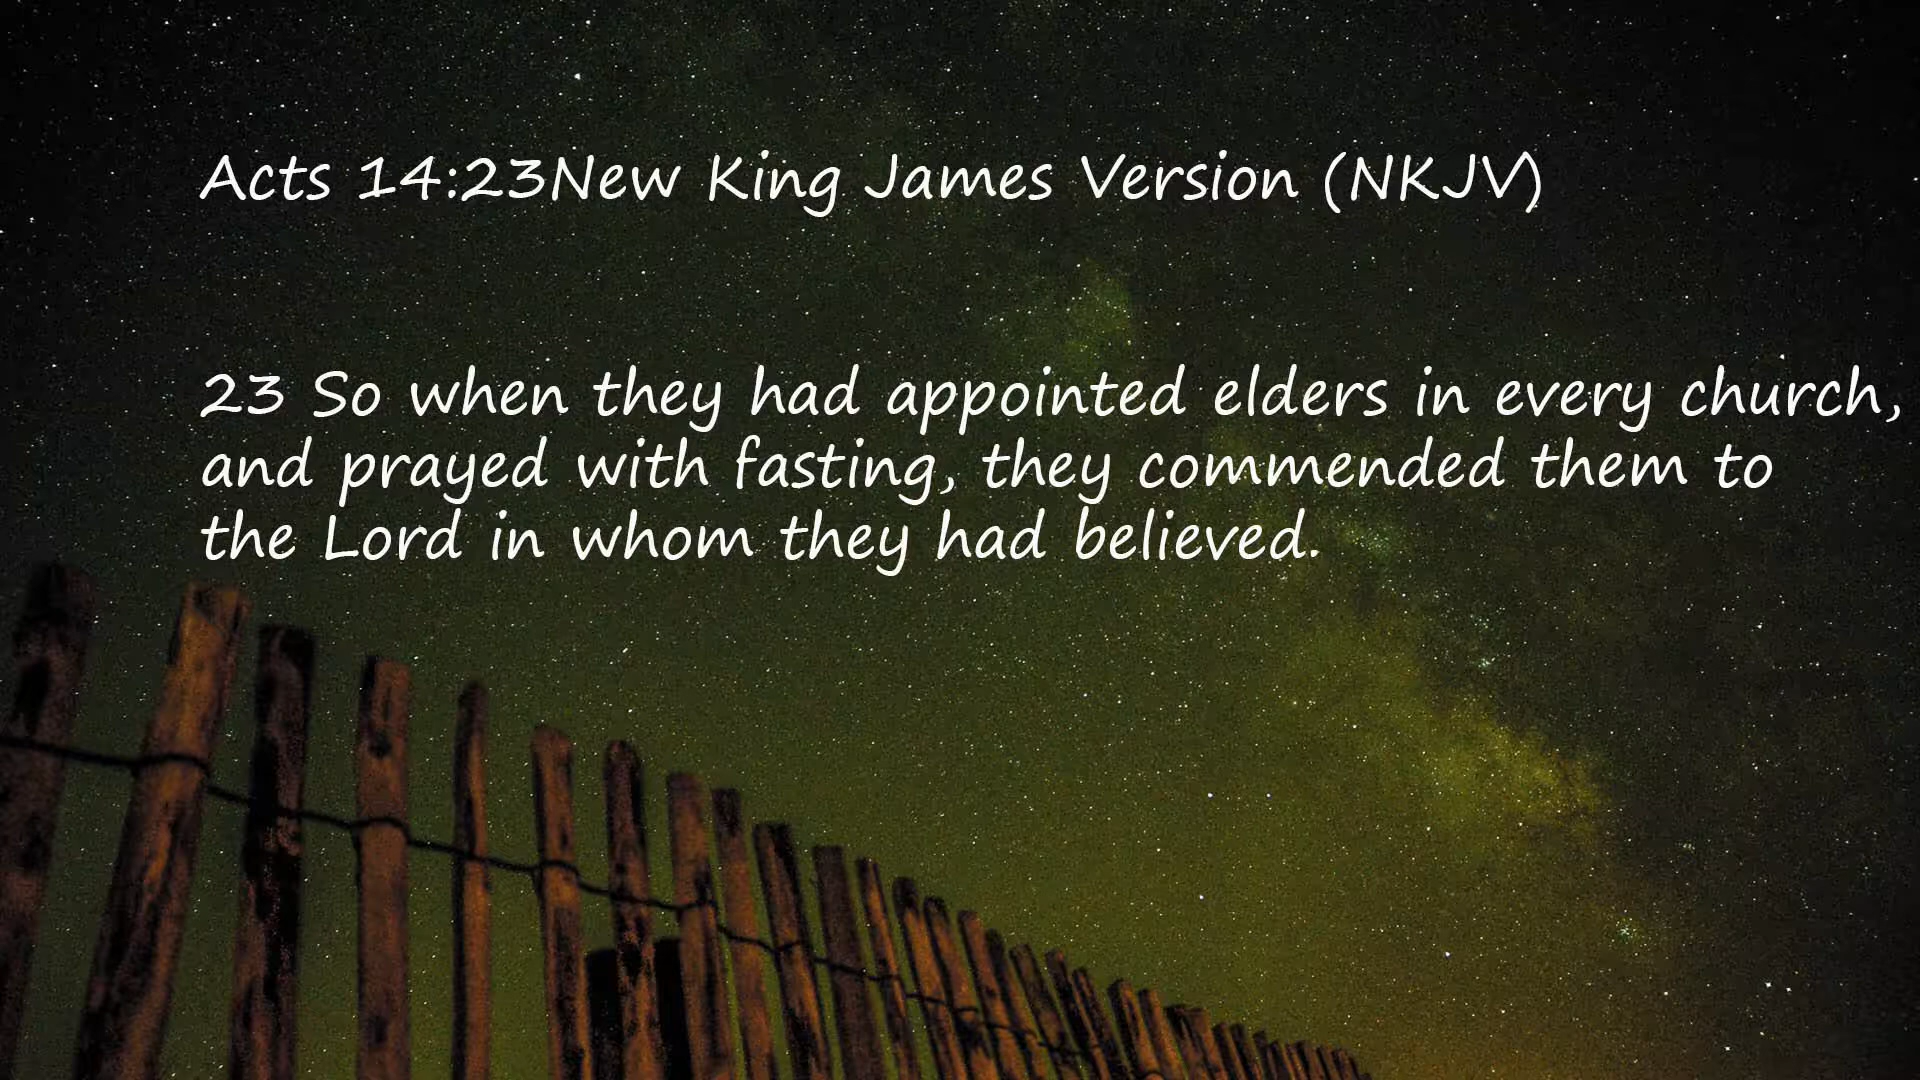 Acts 14:23New King James Version (NKJV)
23 So when they had appointed elders in every church,
and prayed with fasting, they commended them to
the Lord in whom they had believed.